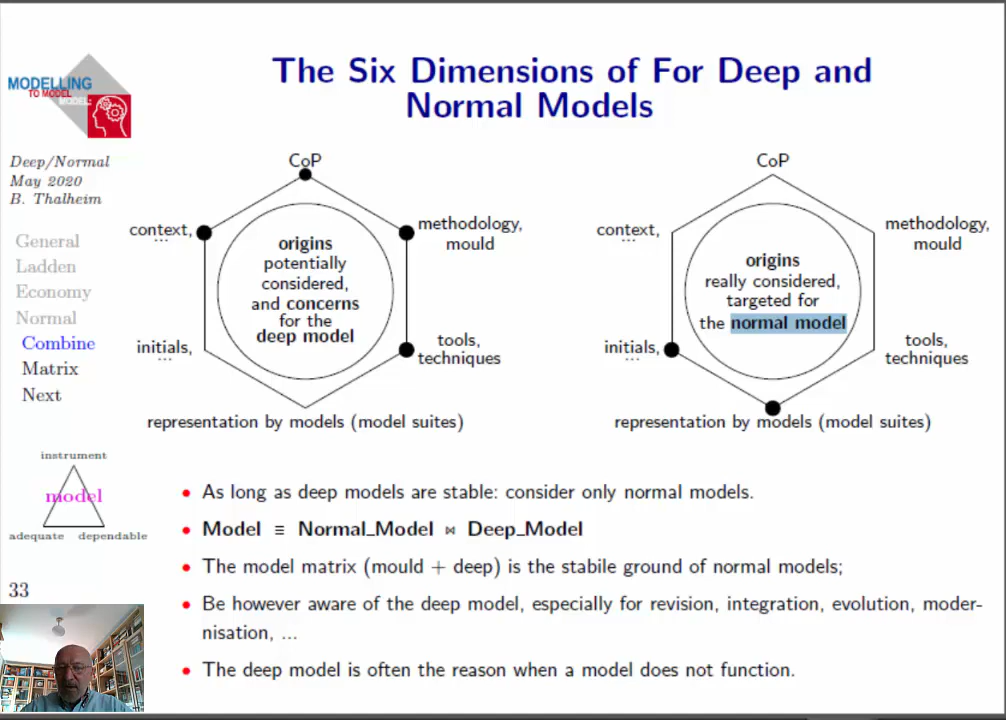 The Six Dimensions of For Deep and
Normal Models
MODELLING
TO MODEL
MODEL:
Deep/Normal
May 2020
B. Thalheim
General
Ladden
Economy
Normal
Combine
Matrix
Next
instrument
model
adequate dependable
33
CoP
context,
...
methodology,
mould
origins
potentially
considered,
and concerns
for the
deep model
initials,
...
tools,
techniques
representation by models (model suites)
CoP
context,
...
methodology,
mould
origins
really considered,
targeted for
the normal model
initials,
...
tools,
techniques
representation by models (model suites)
• As long as deep models are stable: consider only normal models.
• Model ≡ Normal_Model ⋈ Deep_Model
• The model matrix (mould + deep) is the stabile ground of normal models;
• Be however aware of the deep model, especially for revision, integration, evolution, moder-
nisation, ...
• The deep model is often the reason when a model does not function.